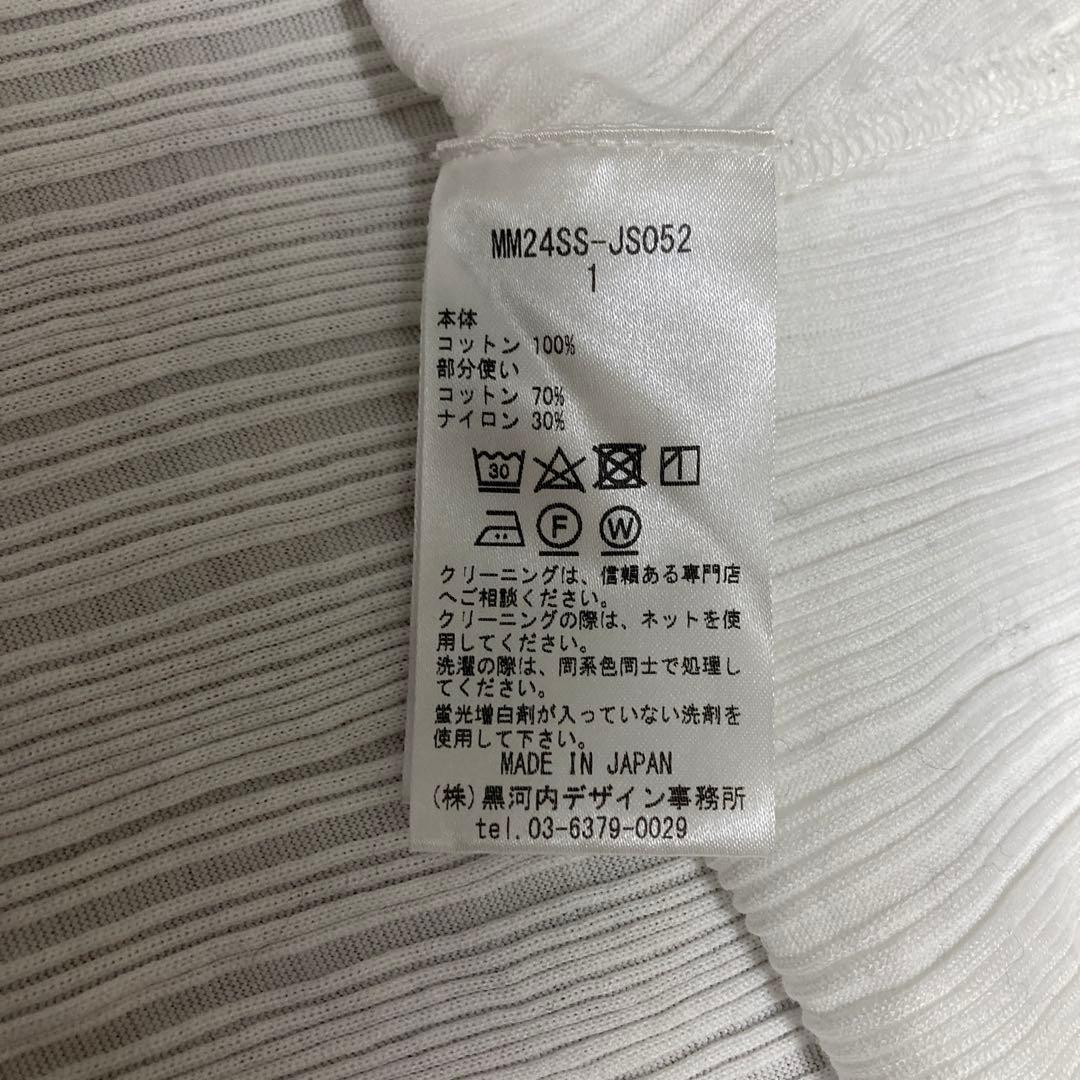 MM24SS-JS052
1
本体
コットン 100%
部分使い
コットン 70%
ナイロン 30%
30
F W
クリーニングは、信頼ある専門店
へご相談ください。
クリーニングの際は、ネットを使
用してください。
洗濯の際は、同系色同士で処理し
てください。
蛍光増白剤が入っていない洗剤を
使用して下さい。
MADE IN JAPAN
(株)黒河内デザイン事務所
tel.03-6379-0029